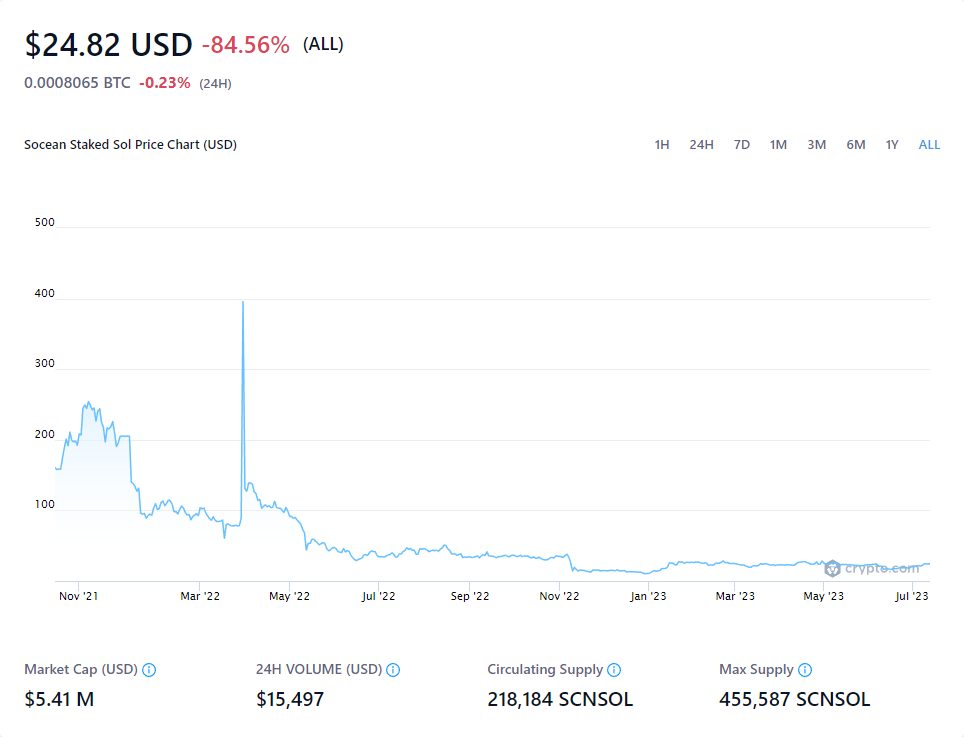 $24.82 USD -84.56% (ALL)
0.0008065 BTC -0.23% (24H)
Socean Staked Sol Price Chart (USD)
1H 24H 7D 1M 3M 6M 1Y ALL
500
400
300
200
100
crypto.com
Nov '21 Mar '22 May '22 Jul '22 Sep '22 Nov '22 Jan '23 Mar '23 May '23 Jul '23
Market Cap (USD) 24H VOLUME (USD) Circulating Supply Max Supply
$5.41 M $15,497 218,184 SCNSOL 455,587 SCNSOL